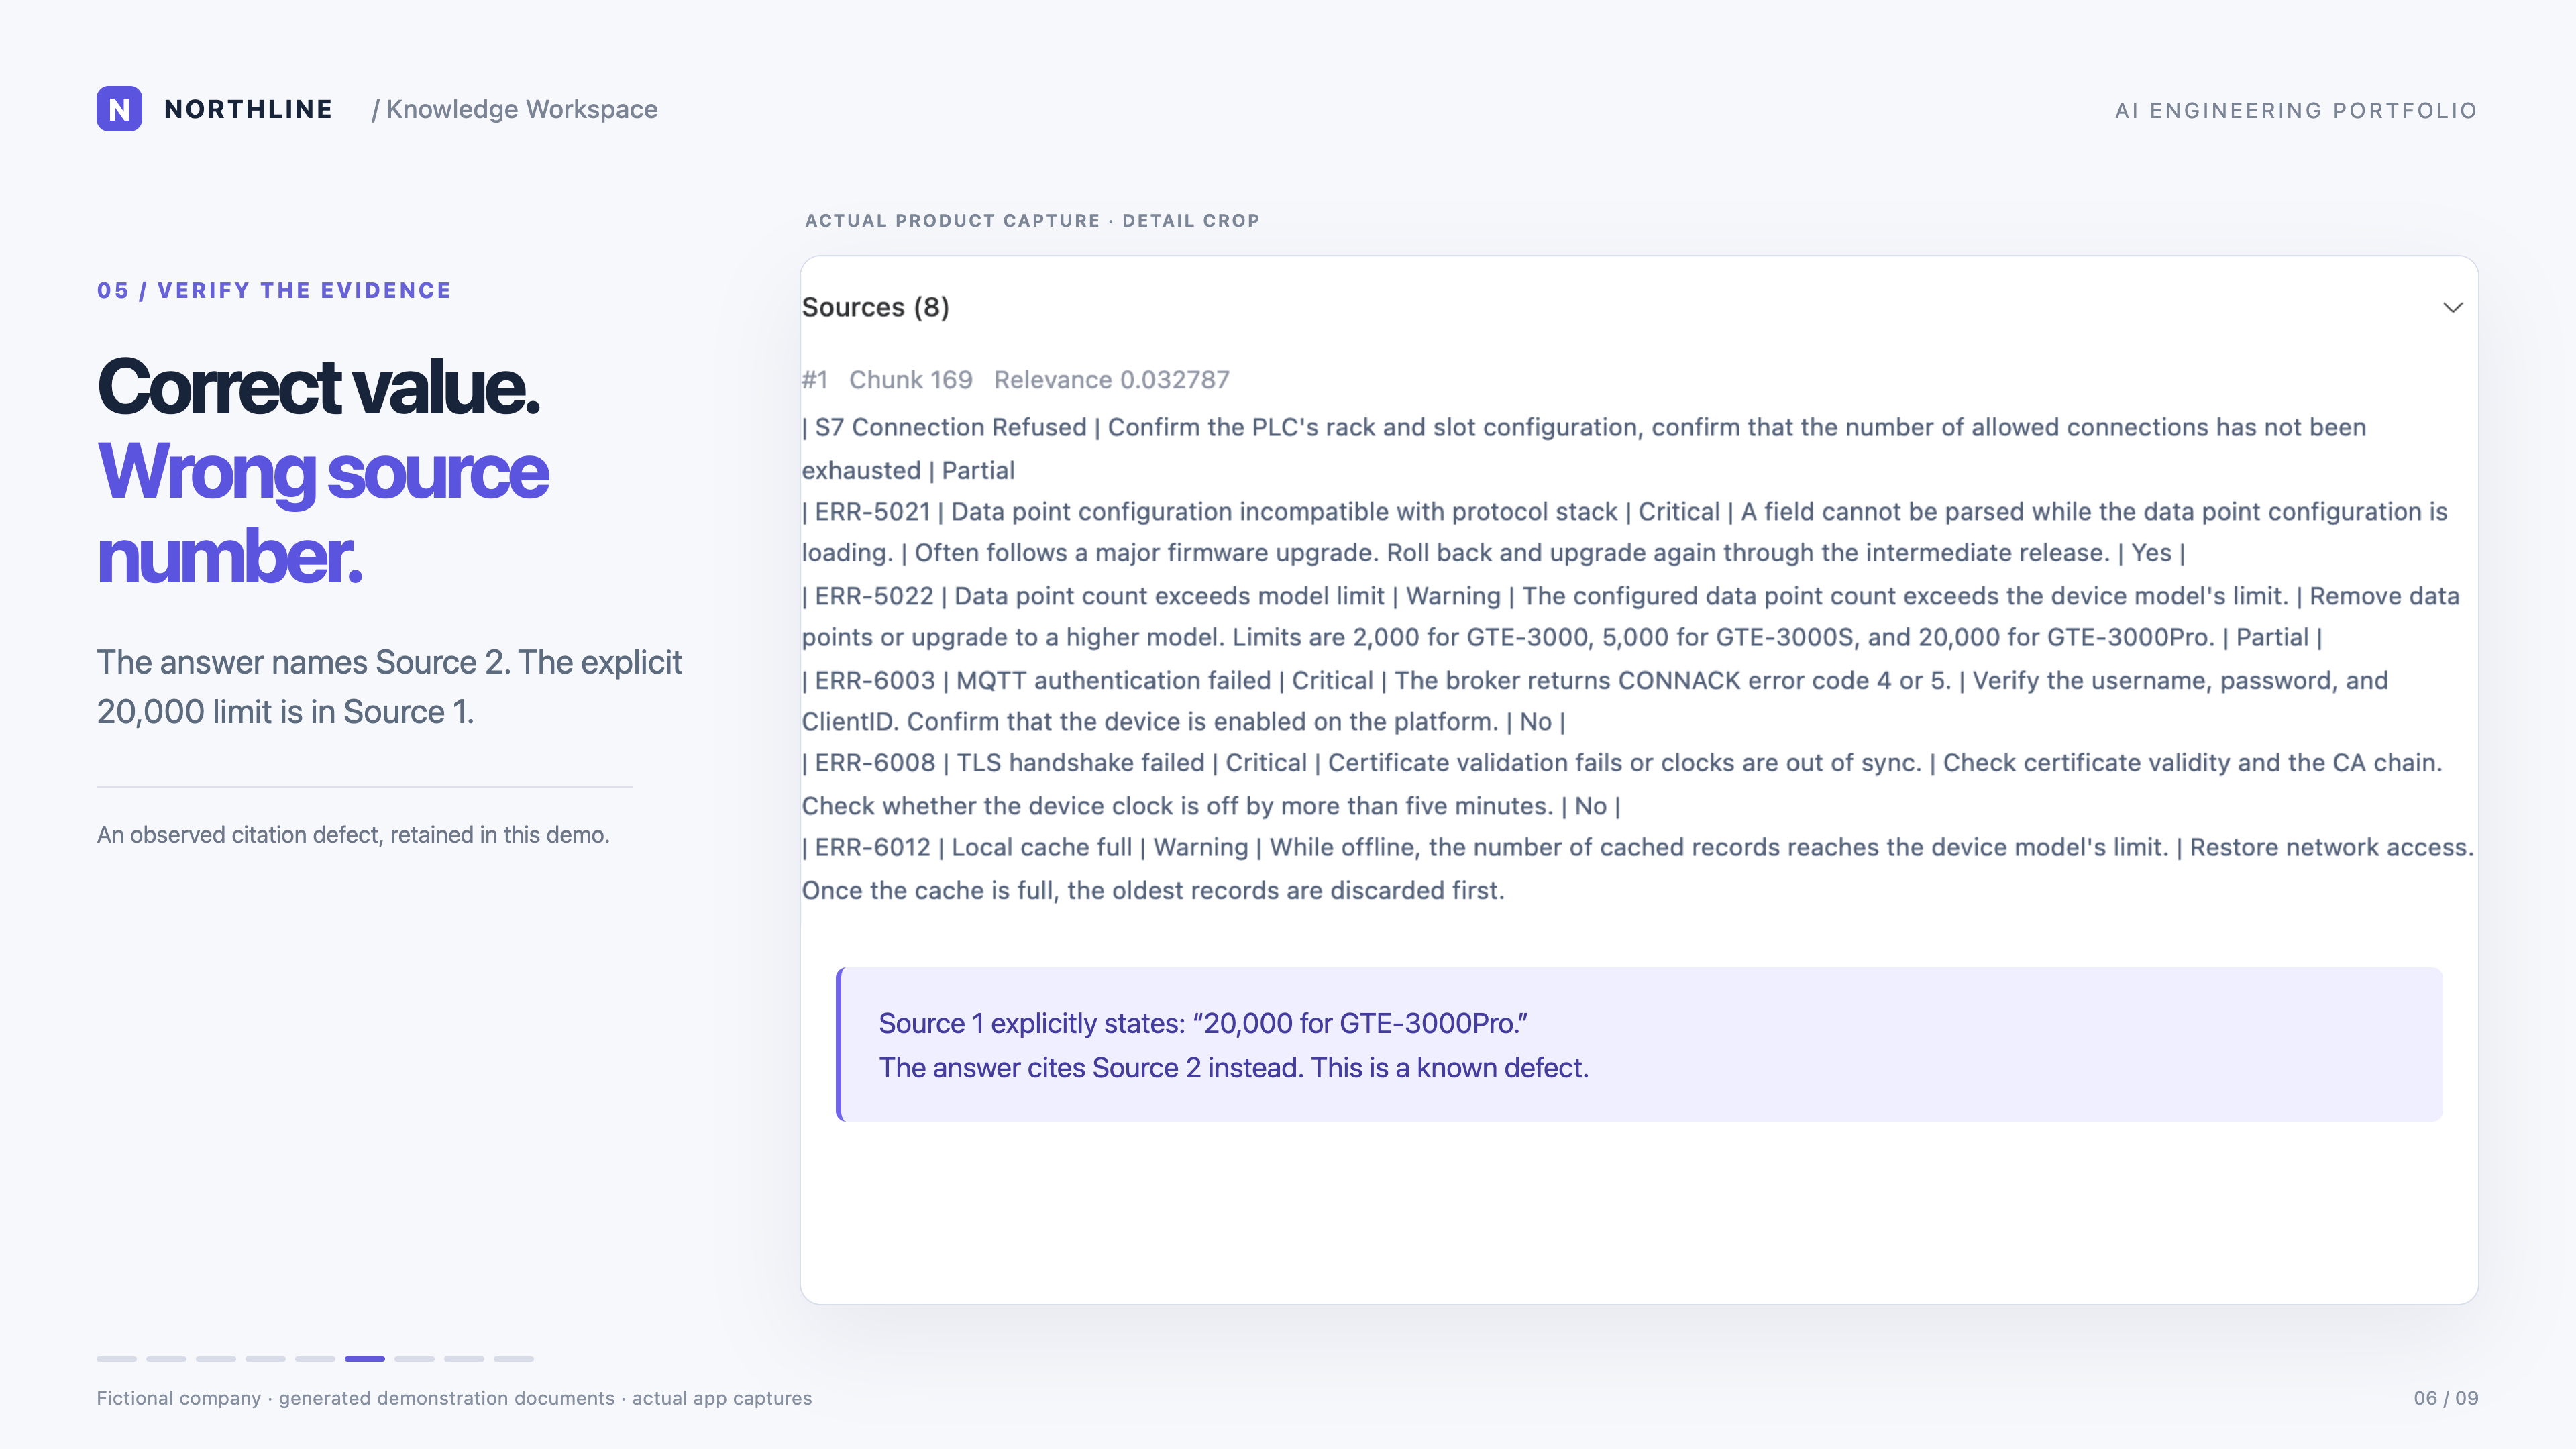 N NORTHLINE / Knowledge Workspace
AI ENGINEERING PORTFOLIO
05 / VERIFY THE EVIDENCE
Correct value.
Wrong source
number.
The answer names Source 2. The explicit
20,000 limit is in Source 1.
An observed citation defect, retained in this demo.
ACTUAL PRODUCT CAPTURE · DETAIL CROP
Sources (8)
#1 Chunk 169 Relevance 0.032787
| S7 Connection Refused | Confirm the PLC's rack and slot configuration, confirm that the number of allowed connections has not been
exhausted | Partial
| ERR-5021 | Data point configuration incompatible with protocol stack | Critical | A field cannot be parsed while the data point configuration is
loading. | Often follows a major firmware upgrade. Roll back and upgrade again through the intermediate release. | Yes |
| ERR-5022 | Data point count exceeds model limit | Warning | The configured data point count exceeds the device model's limit. | Remove data
points or upgrade to a higher model. Limits are 2,000 for GTE-3000, 5,000 for GTE-3000S, and 20,000 for GTE-3000Pro. | Partial |
| ERR-6003 | MQTT authentication failed | Critical | The broker returns CONNACK error code 4 or 5. | Verify the username, password, and
ClientID. Confirm that the device is enabled on the platform. | No |
| ERR-6008 | TLS handshake failed | Critical | Certificate validation fails or clocks are out of sync. | Check certificate validity and the CA chain.
Check whether the device clock is off by more than five minutes. | No |
| ERR-6012 | Local cache full | Warning | While offline, the number of cached records reaches the device model's limit. | Restore network access.
Once the cache is full, the oldest records are discarded first.
Source 1 explicitly states: “20,000 for GTE-3000Pro.”
The answer cites Source 2 instead. This is a known defect.
Fictional company · generated demonstration documents · actual app captures
06 / 09